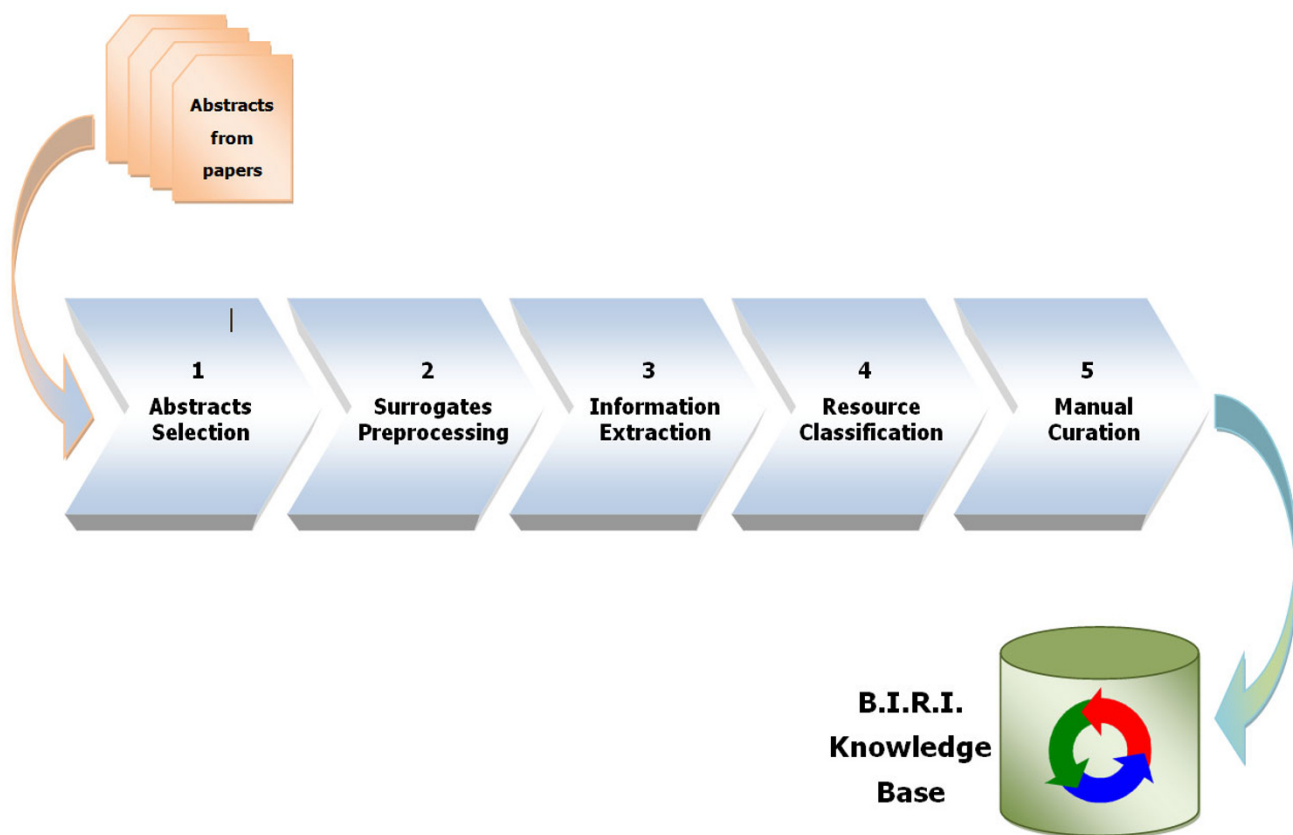 Abstracts
from
papers
1
Abstracts
Selection
2
Surrogates
Preprocessing
3
Information
Extraction
4
Resource
Classification
5
Manual
Curation
B.I.R.I.
Knowledge
Base